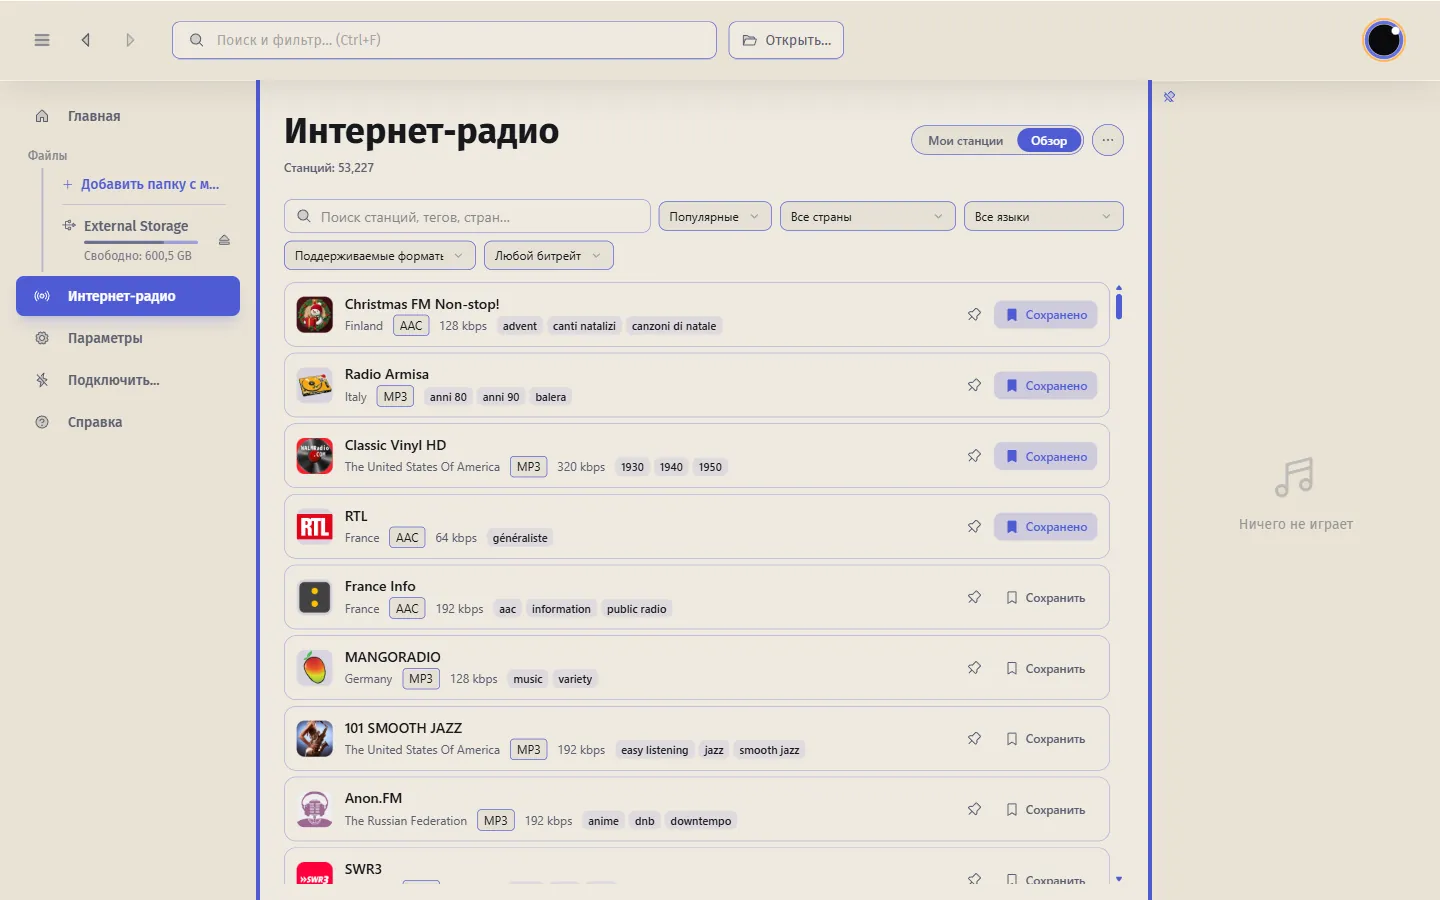 Поиск и фильтр... (Ctrl+F)
Открыть...
Главная
Файлы
Добавить папку с м...
External Storage
Свободно: 600,5 GB
Интернет-радио
Параметры
Подключить...
Справка
Интернет-радио
Станций: 53,227
Мои станции
Обзор
Поиск станций, тегов, стран...
Популярные
Все страны
Все языки
Поддерживаемые форматы
Любой битрейт
Christmas FM Non-stop!
Finland AAC 128 kbps advent canti natalizi canzoni di natale
Сохранено
Radio Armisa
Italy MP3 anni 80 anni 90 balera
Сохранено
Classic Vinyl HD
The United States Of America MP3 320 kbps 1930 1940 1950
Сохранено
RTL
RTL
France AAC 64 kbps généraliste
Сохранено
France Info
France AAC 192 kbps aac information public radio
Сохранить
MANGORADIO
Germany MP3 128 kbps music variety
Сохранить
101 SMOOTH JAZZ
The United States Of America MP3 192 kbps easy listening jazz smooth jazz
Сохранить
Anon.FM
The Russian Federation MP3 192 kbps anime dnb downtempo
Сохранить
SWR3
SWR3
Сохранить
Ничего не играет